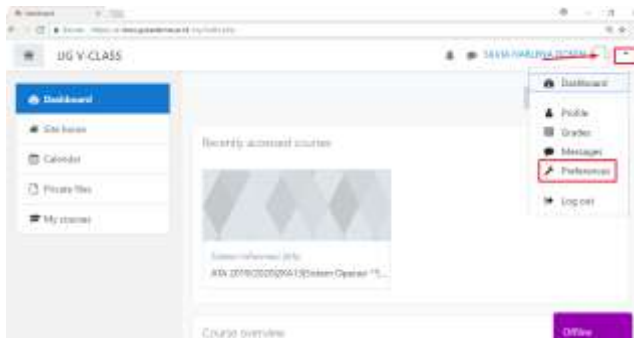 Dashboard
UG V-CLASS
Dashboard
Site home
Calendar
Private files
My courses
Recently accessed courses
Course overview
Dashboard
Profile
Grades
Messages
Preferences
Log out
Offline